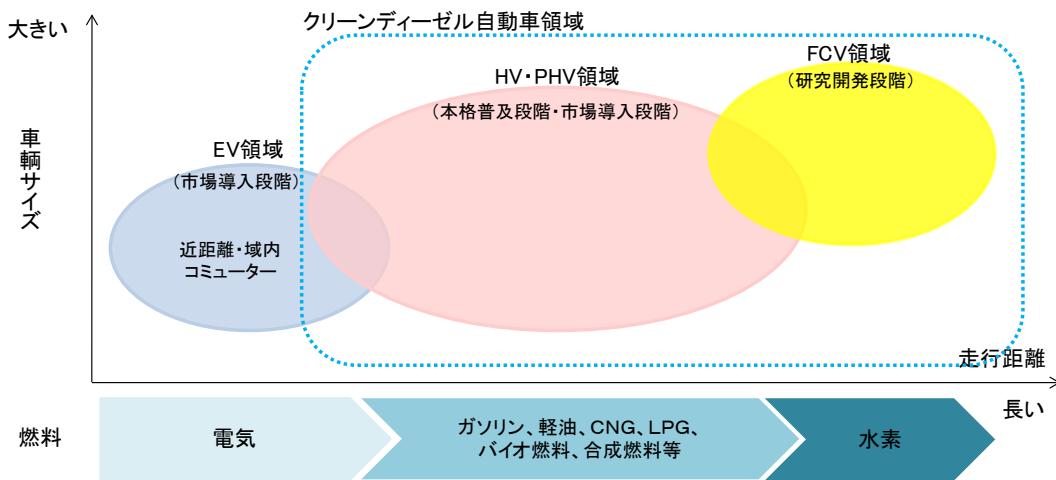 大きい
クリーンディーゼル自動車領域
FCV領域
(研究開発段階)
HV・PHV領域
(本格普及段階・市場導入段階)
EV領域
(市場導入段階)
車輌サイズ
近距離・域内
コミューター
走行距離
長い
燃料
電気
ガソリン、軽油、CNG、LPG、
バイオ燃料、合成燃料等
水素